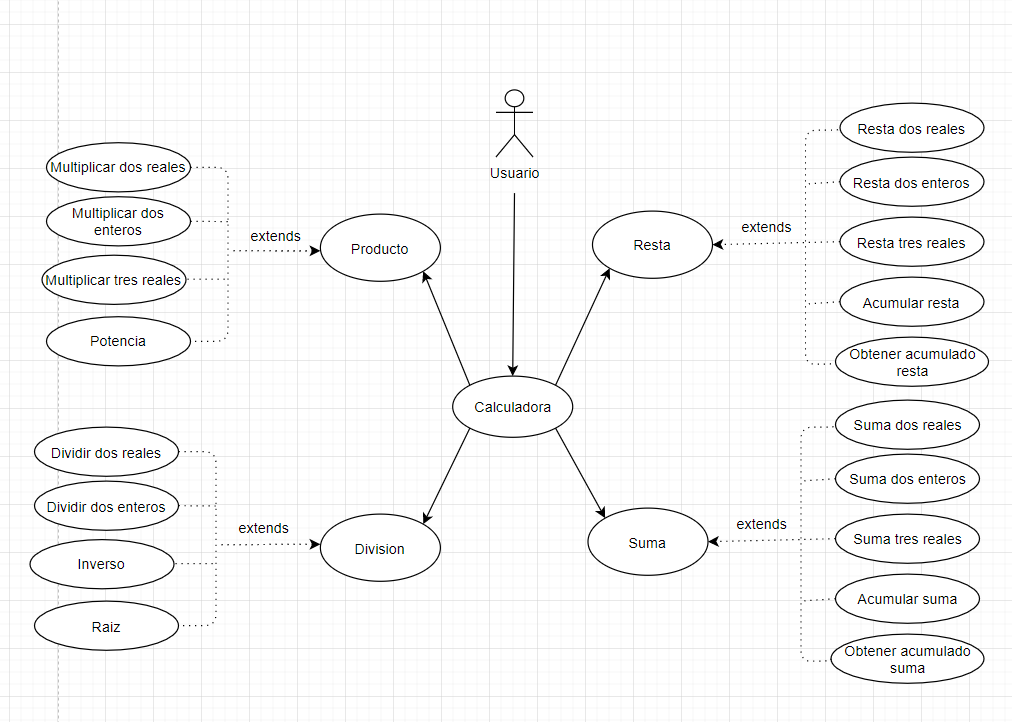 Usuario
Multiplicar dos reales
Multiplicar dos
enteros
Multiplicar tres reales
Potencia
extends
Producto
Resta
extends
Resta dos reales
Resta dos enteros
Resta tres reales
Acumular resta
Obtener acumulado
resta
Calculadora
Dividir dos reales
Dividir dos enteros
Inverso
Raiz
extends
Division
Suma
extends
Suma dos reales
Suma dos enteros
Suma tres reales
Acumular suma
Obtener acumulado
suma